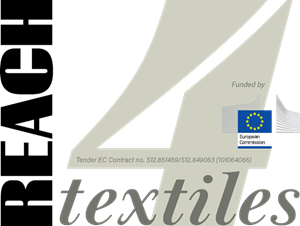 REACH
4
Funded by
European
Commission
Tender EC Contract no. 512.851459/512.849063 (101064066)
textiles